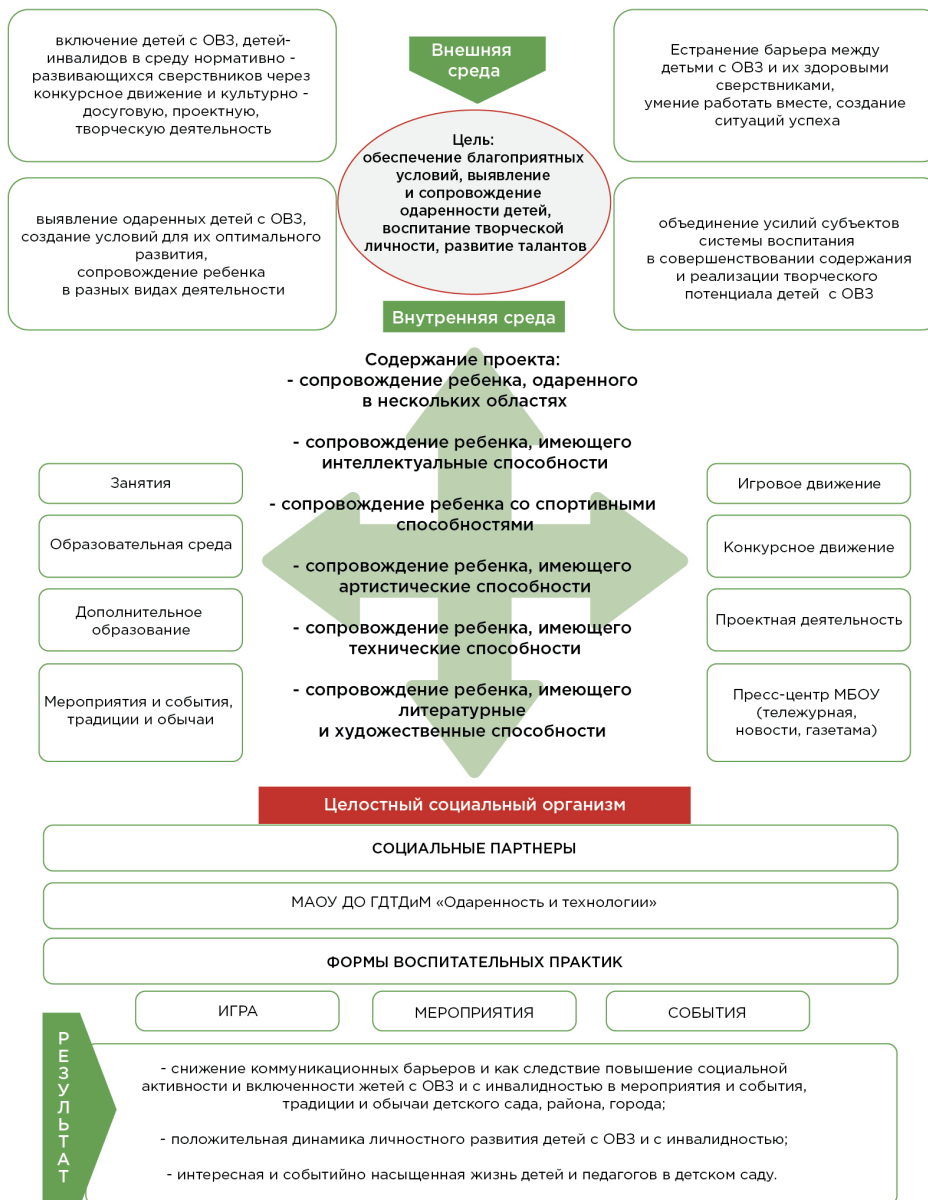 включение детей с ОВЗ, детей-
инвалидов в среду нормативно -
развивающихся сверствников через
конкурсное движение и культурно -
досуговую, проектную,
творческую деятельность
Внешняя
среда
Естранение барьера между
детьми с ОВЗ и их здоровыми
сверствниками,
умение работать вместе, создание
ситуаций успеха
Цель:
обеспечение благоприятных
условий, выявление
и сопровождение
одаренности детей,
воспитание творческой
личности, развитие талантов
выявление одаренных детей с ОВЗ,
создание условий для их оптимального
развития,
сопровождение ребенка
в разных видах деятельности
объединение усилий субъектов
системы воспитания
в совершенствовании содержания
и реализации творческого
потенциала детей с ОВЗ
Внутренняя среда
Содержание проекта:
- сопровождение ребенка, одаренного
в нескольких областях
- сопровождение ребенка, имеющего
интеллектуальные способности
- сопровождение ребенка со спортивными
способностями
- сопровождение ребенка, имеющего
артистические способности
- сопровождение ребенка, имеющего
технические способности
- сопровождение ребенка, имеющего
литературные
и художественные способности
Занятия
Образовательная среда
Дополнительное
образование
Мероприятия и события,
традиции и обычаи
Игровое движение
Конкурсное движение
Проектная деятельность
Пресс-центр МБОУ
(тележурная,
новости, газетама)
Целостный социальный организм
СОЦИАЛЬНЫЕ ПАРТНЕРЫ
МАОУ ДО ГДТДиМ «Одаренность и технологии»
ФОРМЫ ВОСПИТАТЕЛЬНЫХ ПРАКТИК
ИГРА
МЕРОПРИЯТИЯ
СОБЫТИЯ
РЕЗУЛЬТАТ
- снижение коммуникационных барьеров и как следствие повышение социальной
активности и включенности жетей с ОВЗ и с инвалидностью в мероприятия и события,
традиции и обычаи детского сада, района, города;
- положительная динамика личностного развития детей с ОВЗ и с инвалидностью;
- интересная и событийно насыщенная жизнь детей и педагогов в детском саду.